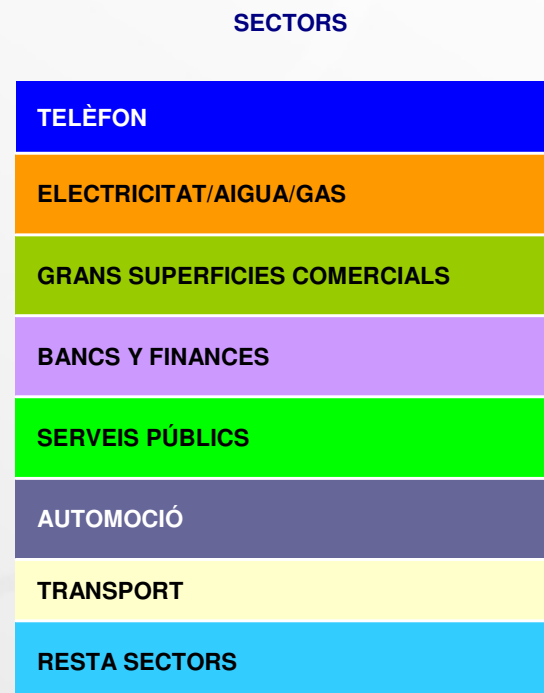 SECTORS
TELÈFON
ELECTRICITAT/AIGUA/GAS
GRANS SUPERFICIES COMERCIALS
BANCS Y FINANCES
SERVEIS PÚBLICS
AUTOMOCIÓ
TRANSPORT
RESTA SECTORS